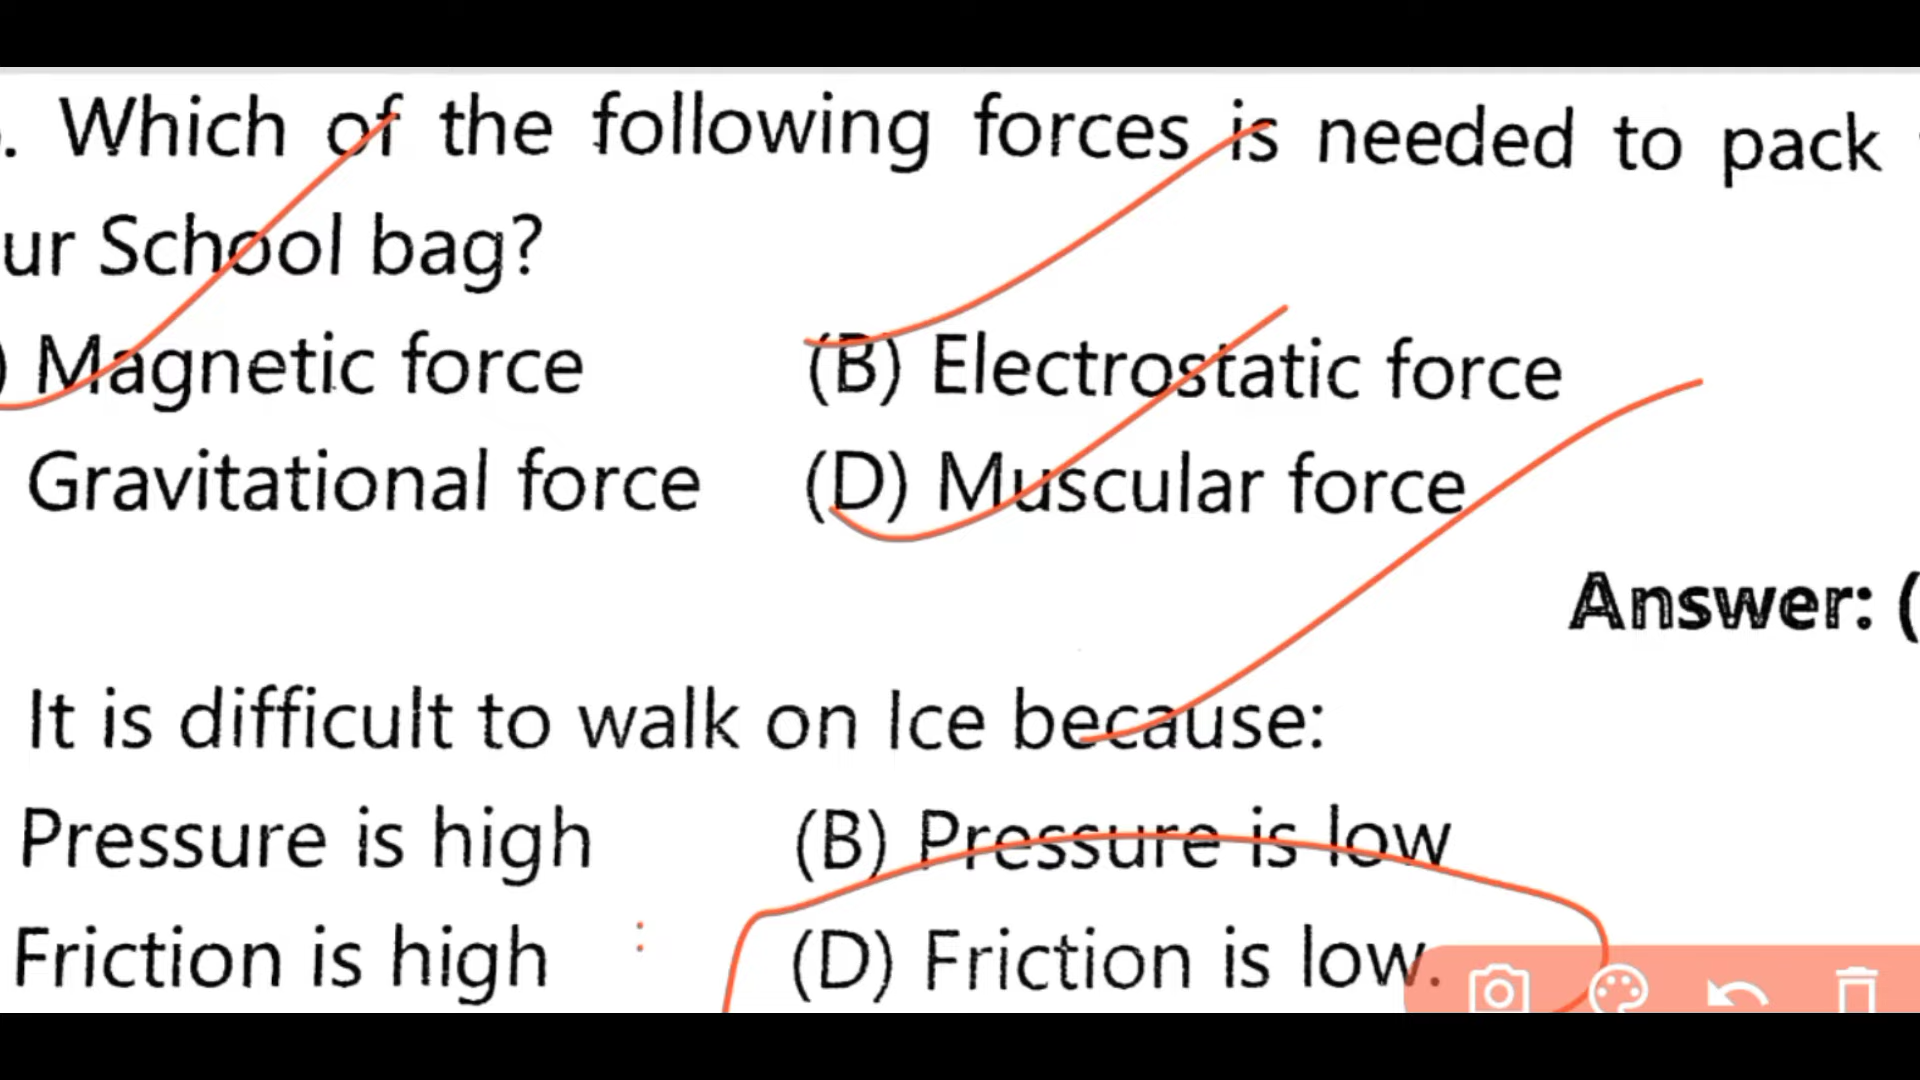 . Which of the following forces is needed to pack
ur School bag?
) Magnetic force (B) Electrostatic force
Gravitational force (D) Muscular force
Answer: (
It is difficult to walk on Ice because:
Pressure is high (B) Pressure is low
Friction is high (D) Friction is low.